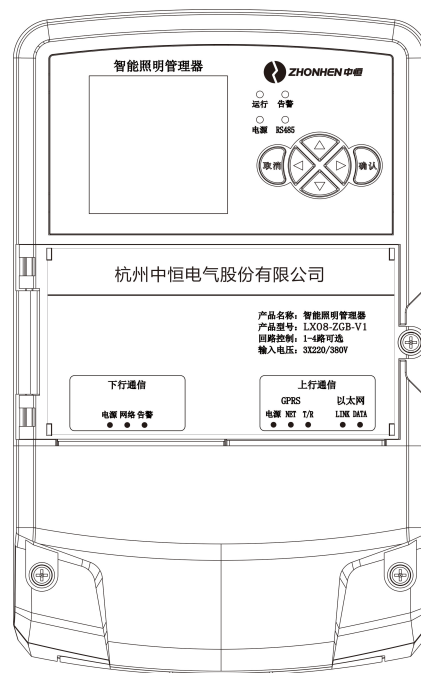 智能照明管理器
ZHONHEN 中恒
运行 告警
电源 RS485
取消
确认
杭州中恒电气股份有限公司
产品名称：智能照明管理器
产品型号：LX08-ZGB-V1
回路控制：1-4路可选
输入电压：3X220/380V
下行通信
电源 网络 告警
上行通信
GPRS 以太网
电源 NET T/R LINK DATA